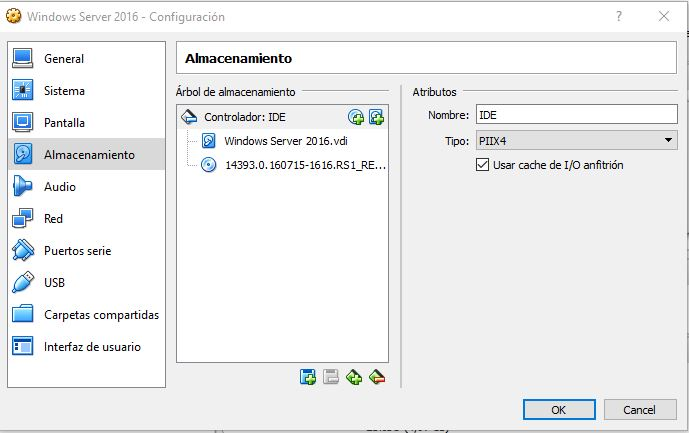 Windows Server 2016 - Configuración
General
Sistema
Pantalla
Almacenamiento
Audio
Red
Puertos serie
USB
Carpetas compartidas
Interfaz de usuario
Almacenamiento
Árbol de almacenamiento
Controlador: IDE
Windows Server 2016.vdi
14393.0.160715-1616.RS1_RE...
Atributos
Nombre: IDE
Tipo: PIIX4
Usar cache de I/O anfitrión
OK Cancel